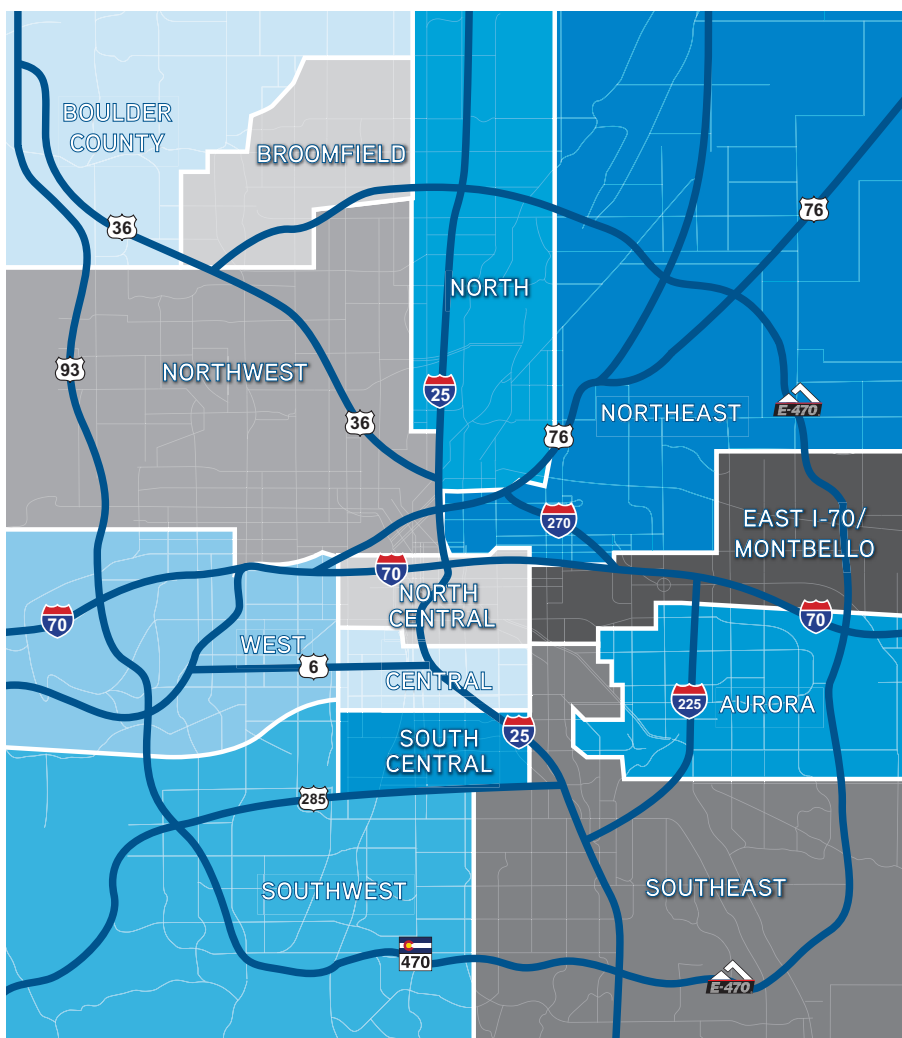 BOULDER
COUNTY
BROOMFIELD
36
76
NORTH
93
NORTHWEST
25
NORTHEAST
E-470
36
76
270
EAST I-70/
MONTBELLO
70
NORTH
CENTRAL
70
70
WEST
6
CENTRAL
225
AURORA
25
SOUTH
CENTRAL
285
SOUTHWEST
SOUTHEAST
470
E-470